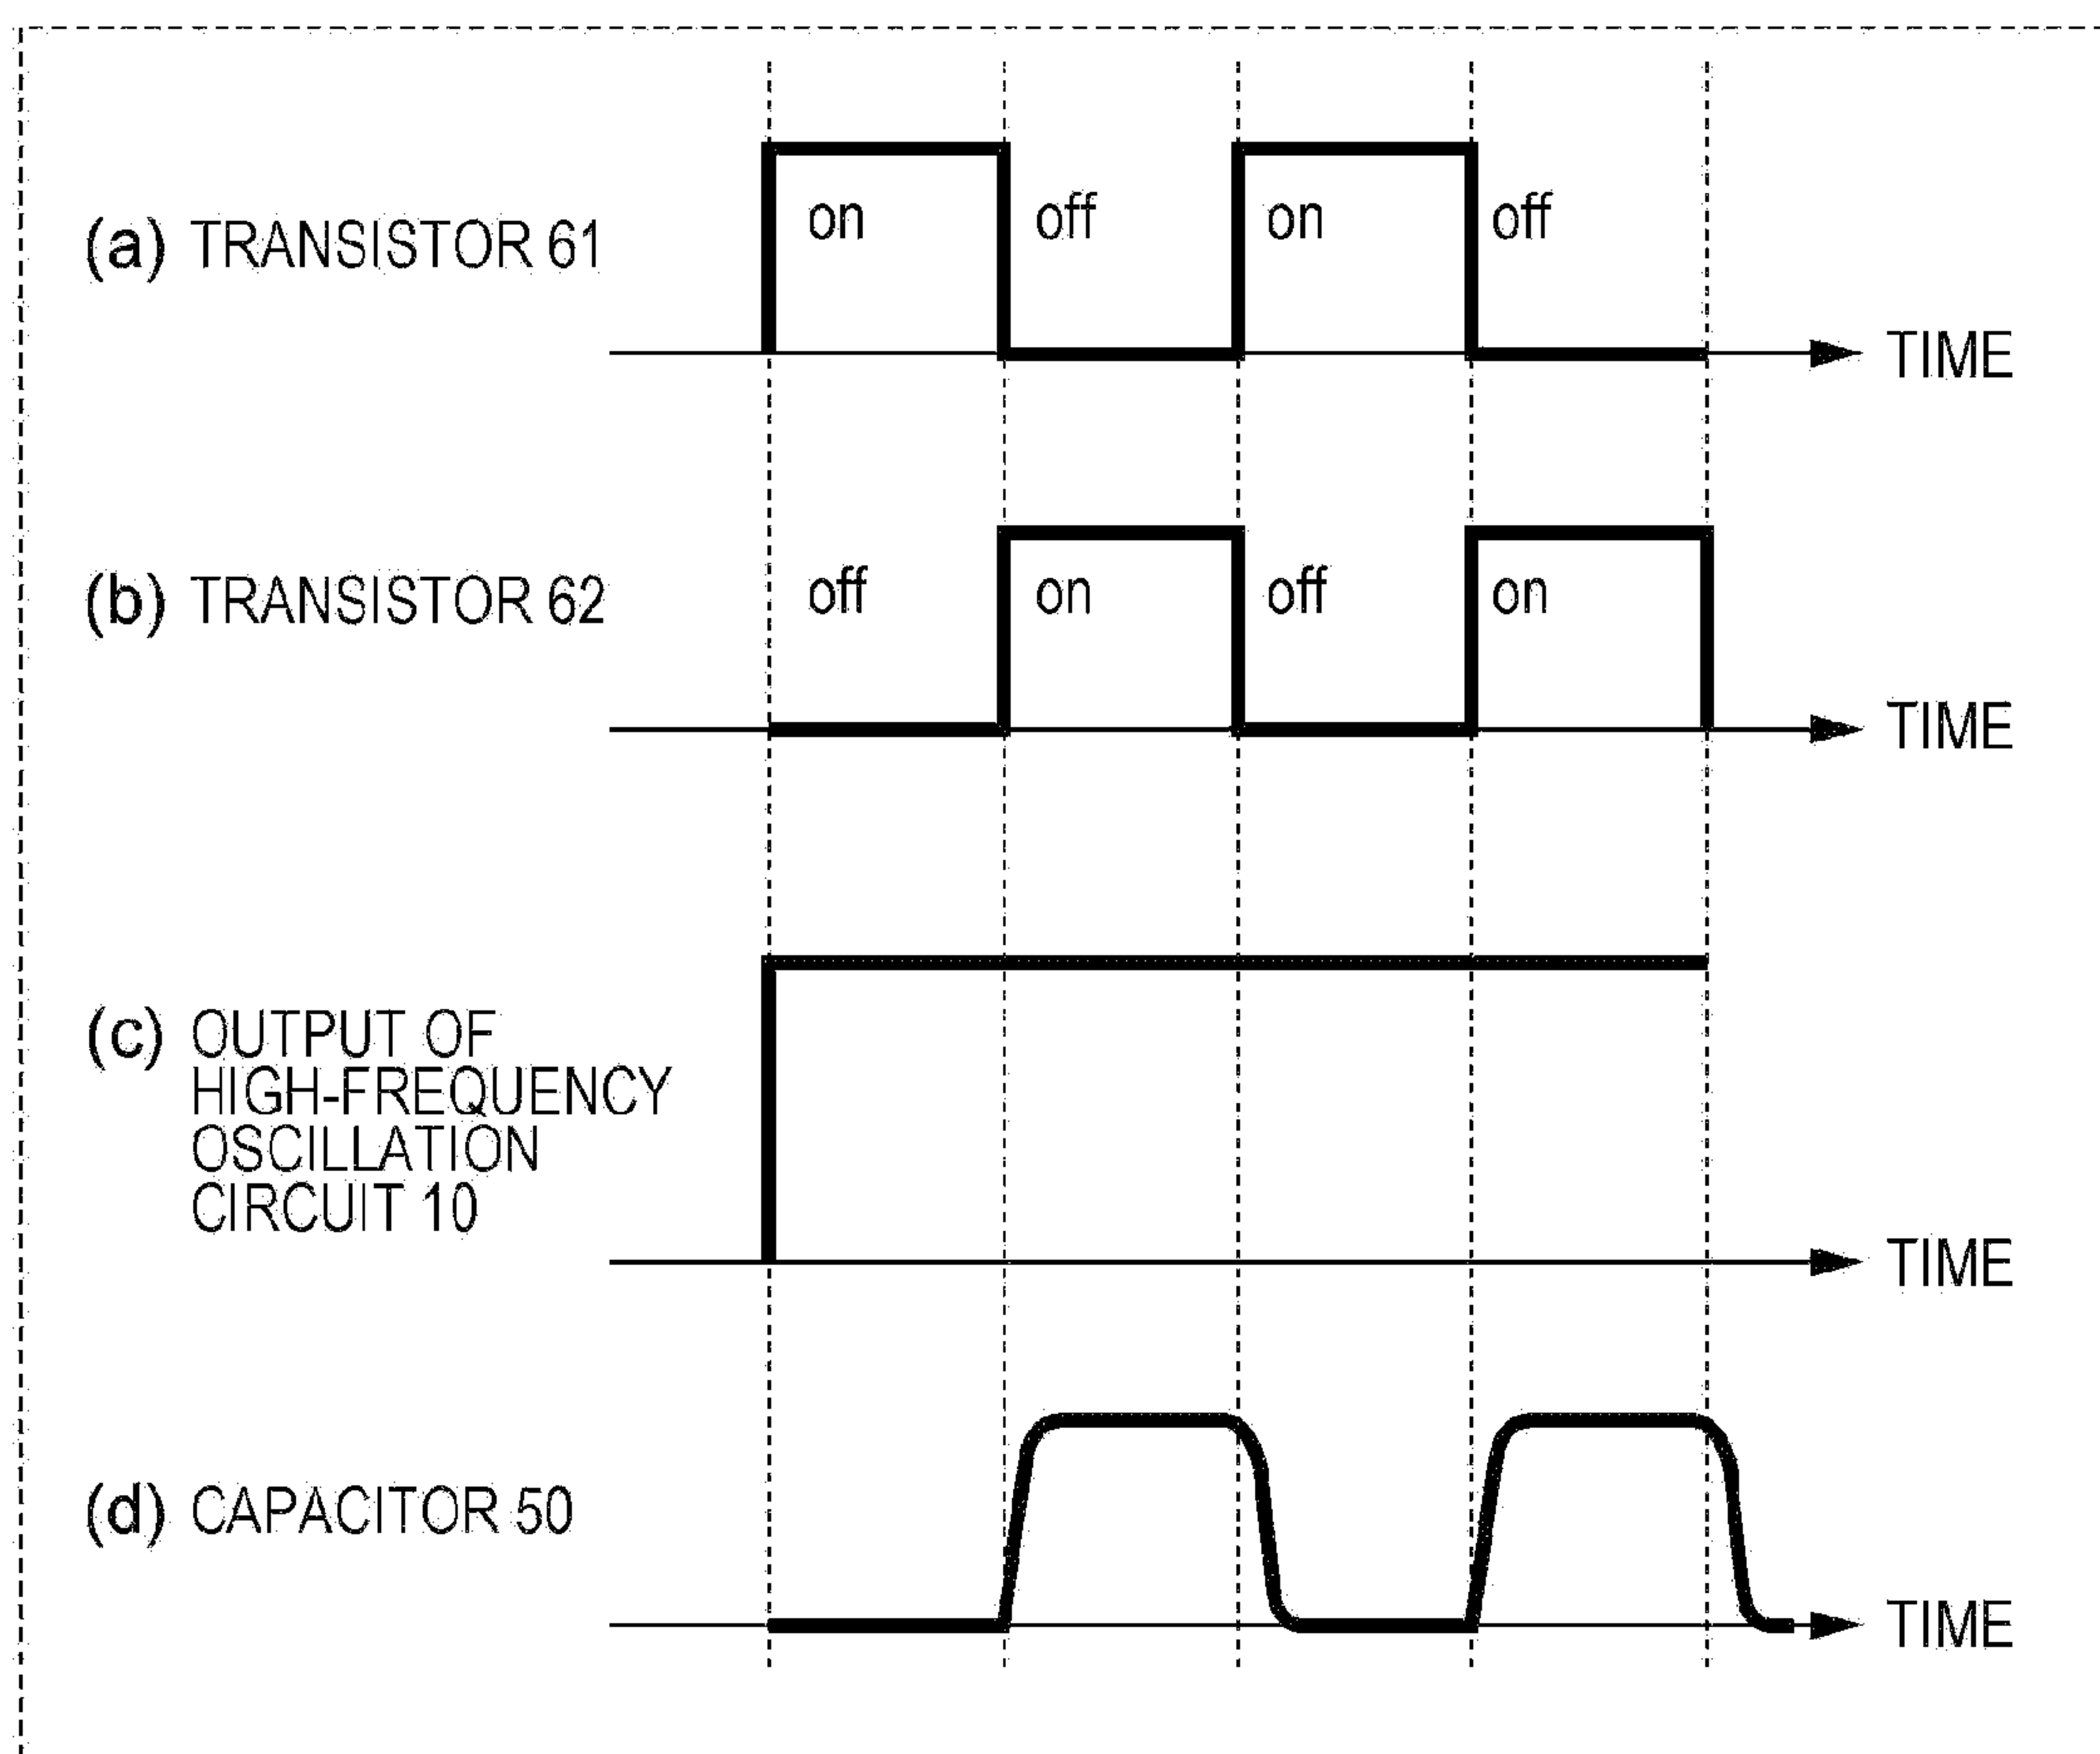 on off on off
(a) TRANSISTOR 61
TIME
off on off on
(b) TRANSISTOR 62
TIME
(c) OUTPUT OF
HIGH-FREQUENCY
OSCILLATION
CIRCUIT 10
TIME
(d) CAPACITOR 50
TIME